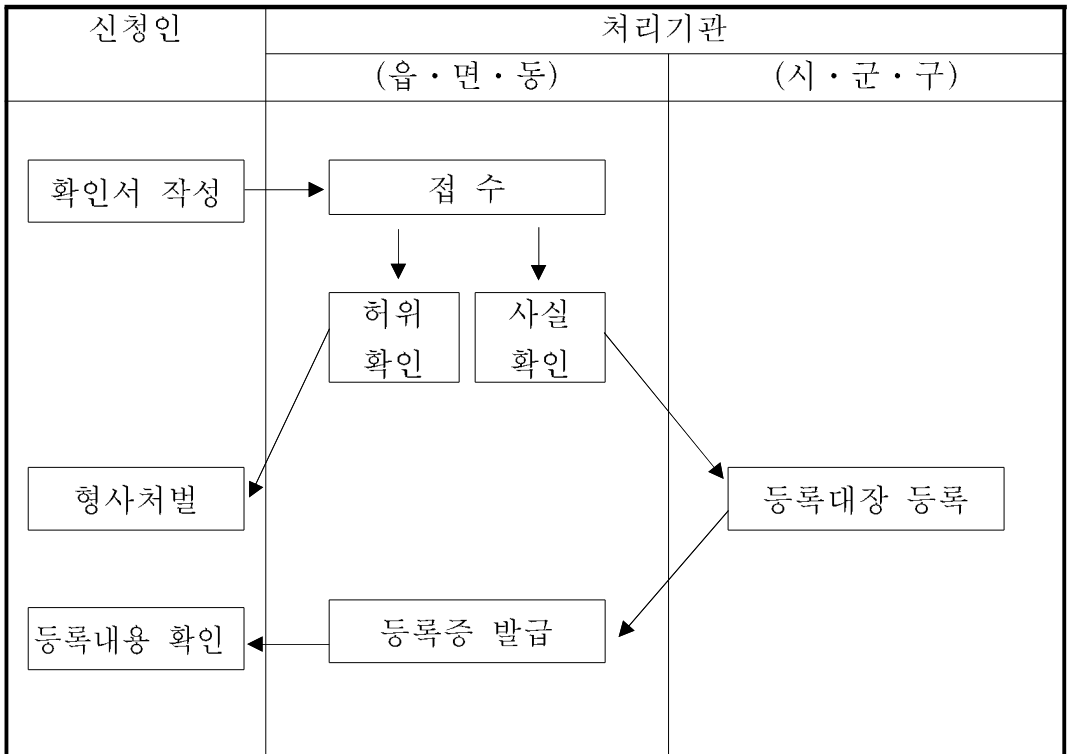 신청인
처리기관
(읍・면・동)
(시・군・구)
확인서 작성
접 수
허위
확인
사실
확인
형사처벌
등록대장 등록
등록내용 확인
등록증 발급